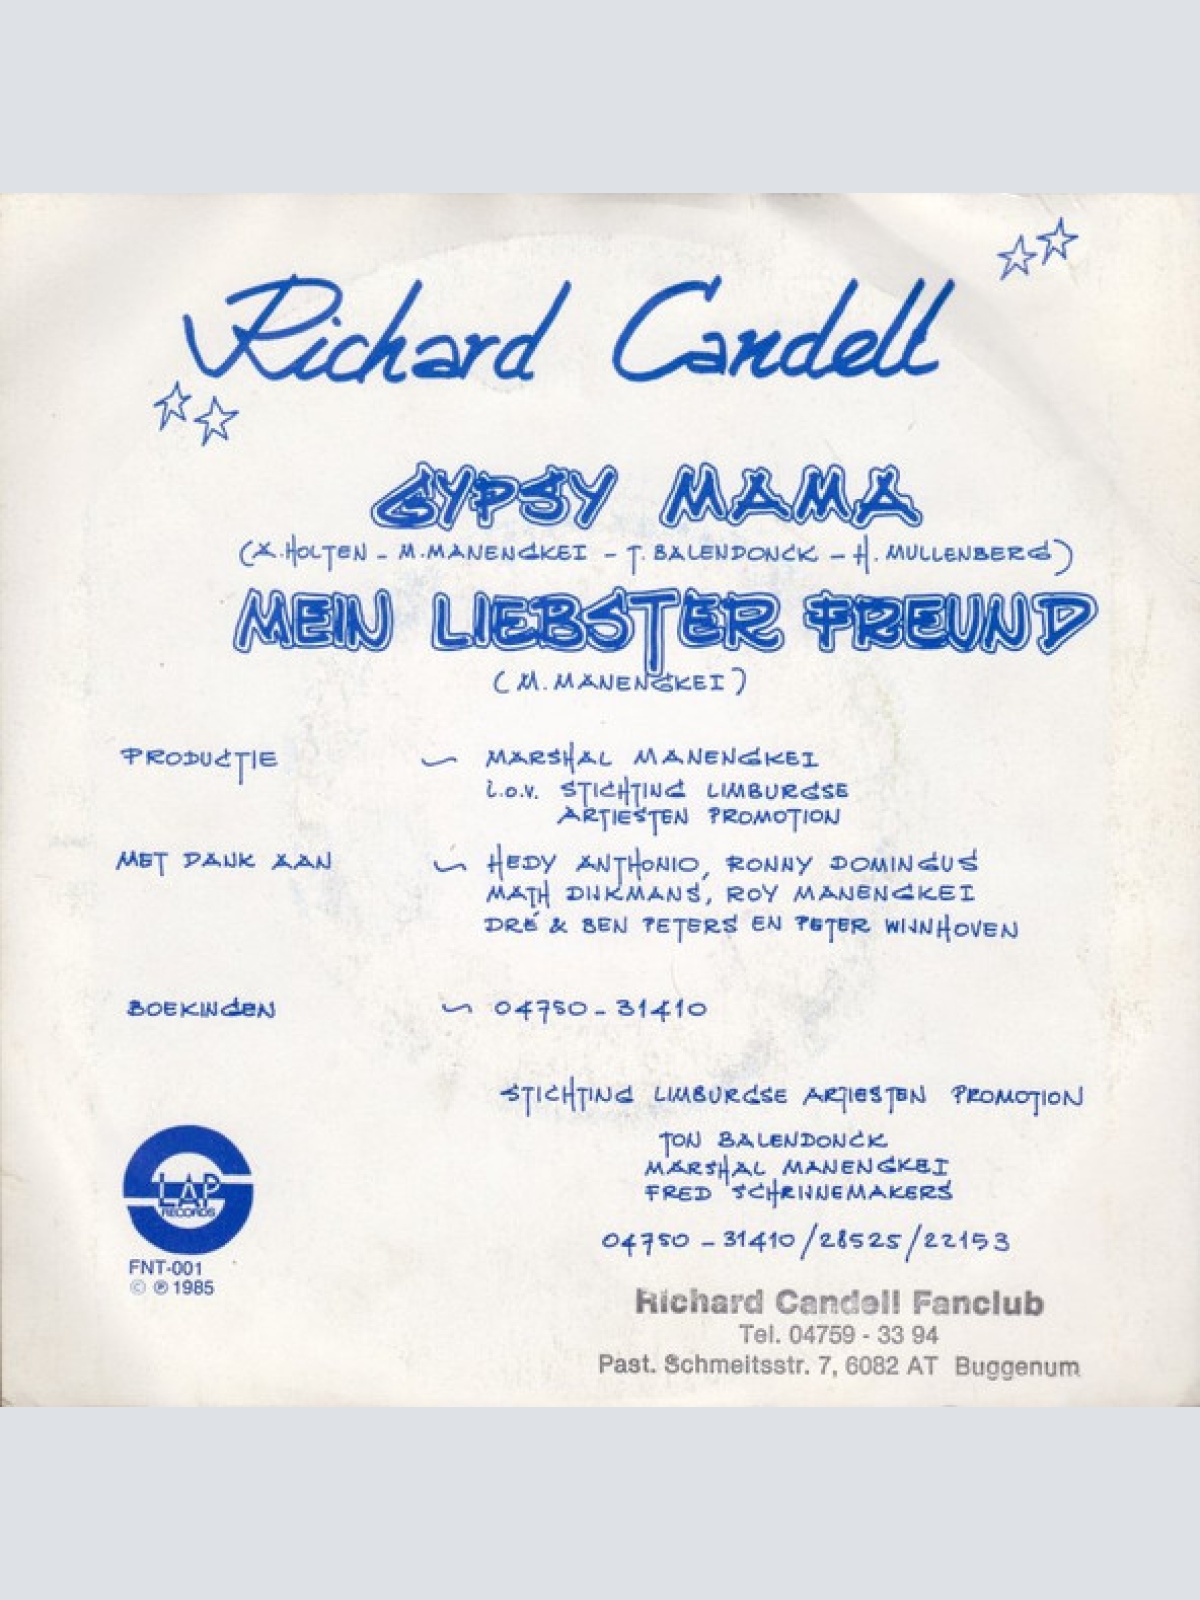 Richard Candell
GYPSY MAMA
(A. HOLTEN - M. MANENGKEI - T. BALENDONCK - H. MULLENBERG)
MEIN LIEBSTER FREUND
(M. MANENGKEI)
PRODUCTIE ~ MARSHAL MANENGKEI
i.o.v. STICHTING LIMBURGSE
ARTIESTEN PROMOTION
MET DANK AAN ~ HEDY ANTHONIO, RONNY DOMINGUS
MATH DIJKMANS, ROY MANENGKEI
DRÉ & BEN PETERS EN PETER WIJNHOVEN
BOEKINGEN ~ 04750 - 31410
STICHTING LIMBURGSE ARTIESTEN PROMOTION
TON BALENDONCK
MARSHAL MANENGKEI
FRED SCHRIJNEMAKERS
04750 - 31410/28525/22153
LAP
RECORDS
FNT-001
© ℗ 1985
Richard Candell Fanclub
Tel. 04759 - 33 94
Past. Schmeitsstr. 7, 6082 AT Buggenum